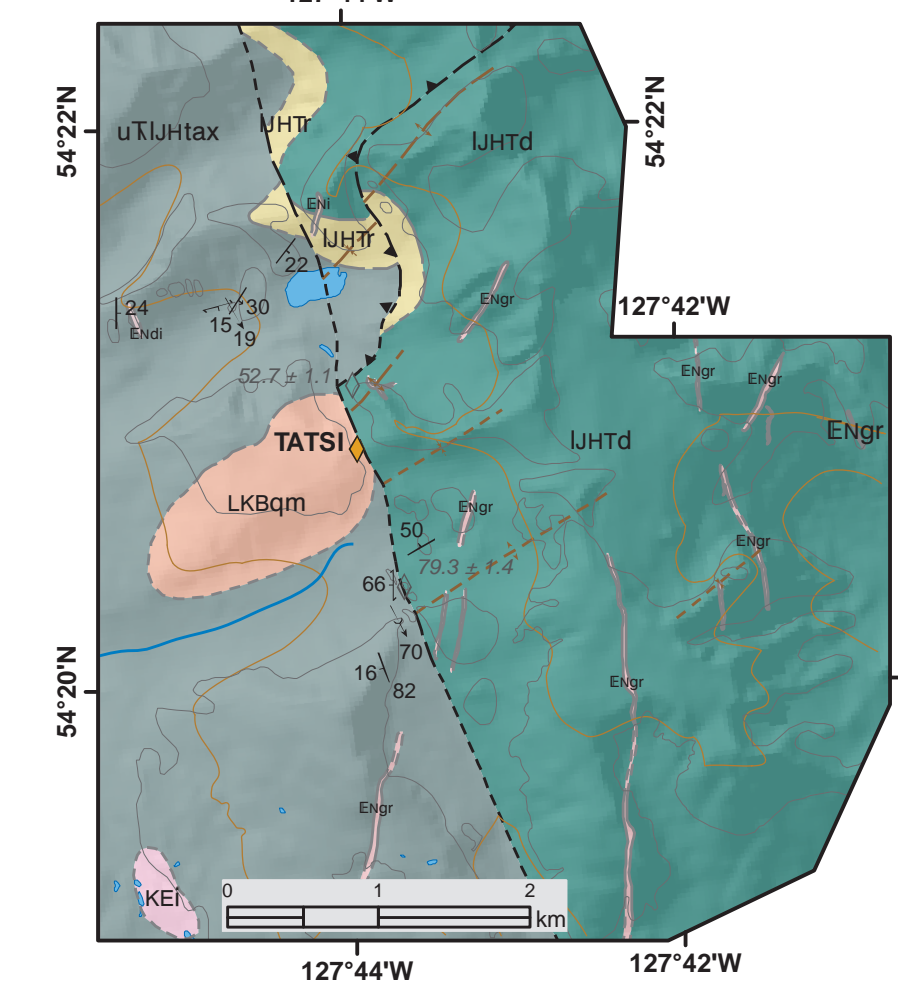 54°22'N
54°22'N
uTlJHtax
lJHTr
lJHTd
ENi
lJHTr
22
ENgr
24
30
15
19
ENdi
127°42'W
52.7 ± 1.1
ENgr
ENgr
TATSI
lJHTd
ENgr
LKBqm
ENgr
50
ENgr
79.3 ± 1.4
66
70
16
82
54°20'N
ENgr
ENgr
KEi
0 1 2
km
127°44'W
127°42'W